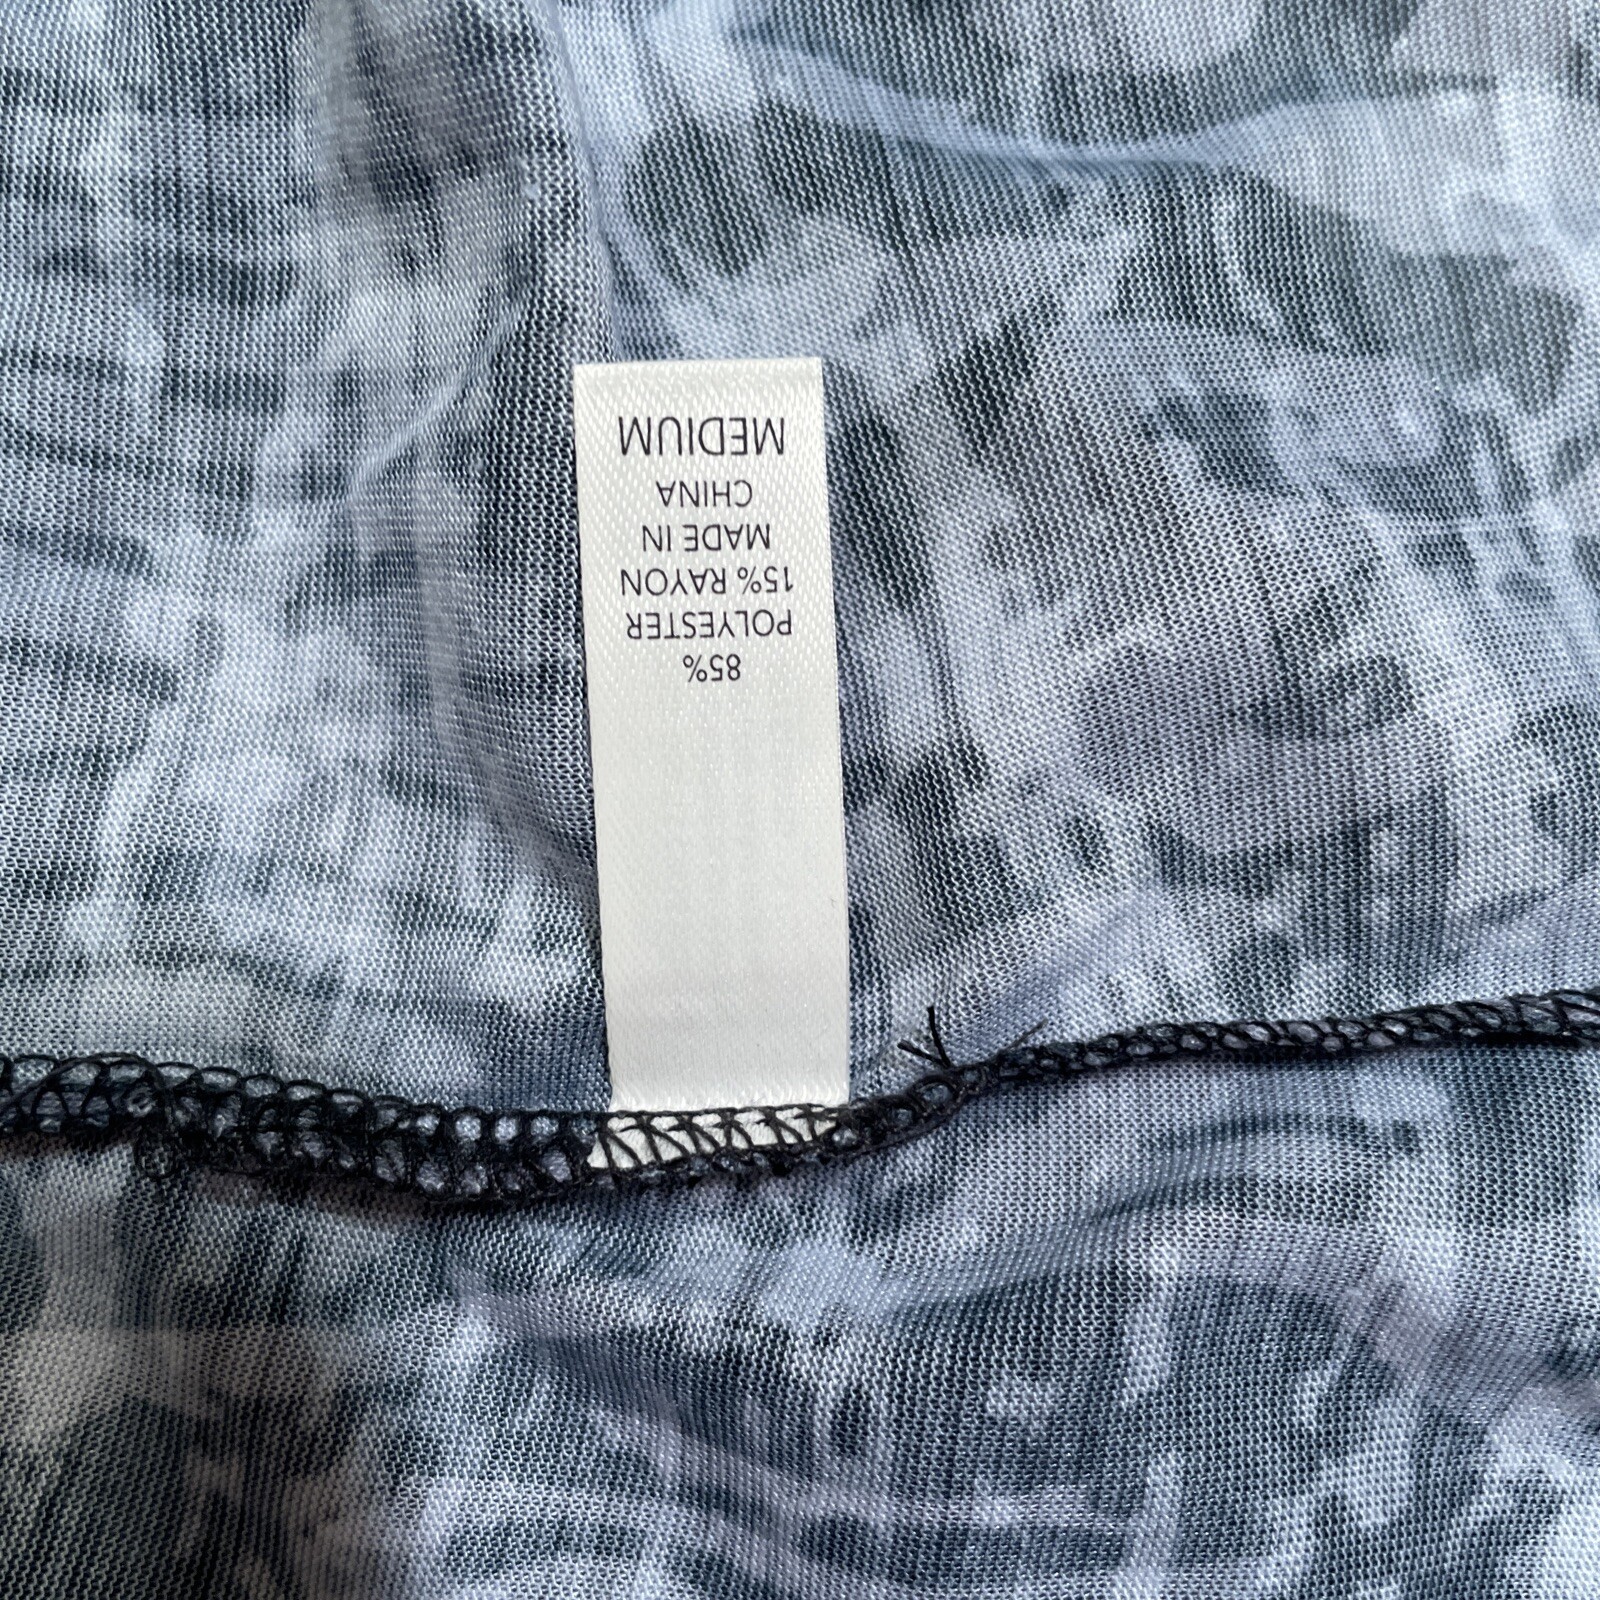 85%
POLYESTER
15% RAYON
MADE IN
CHINA
MEDIUM